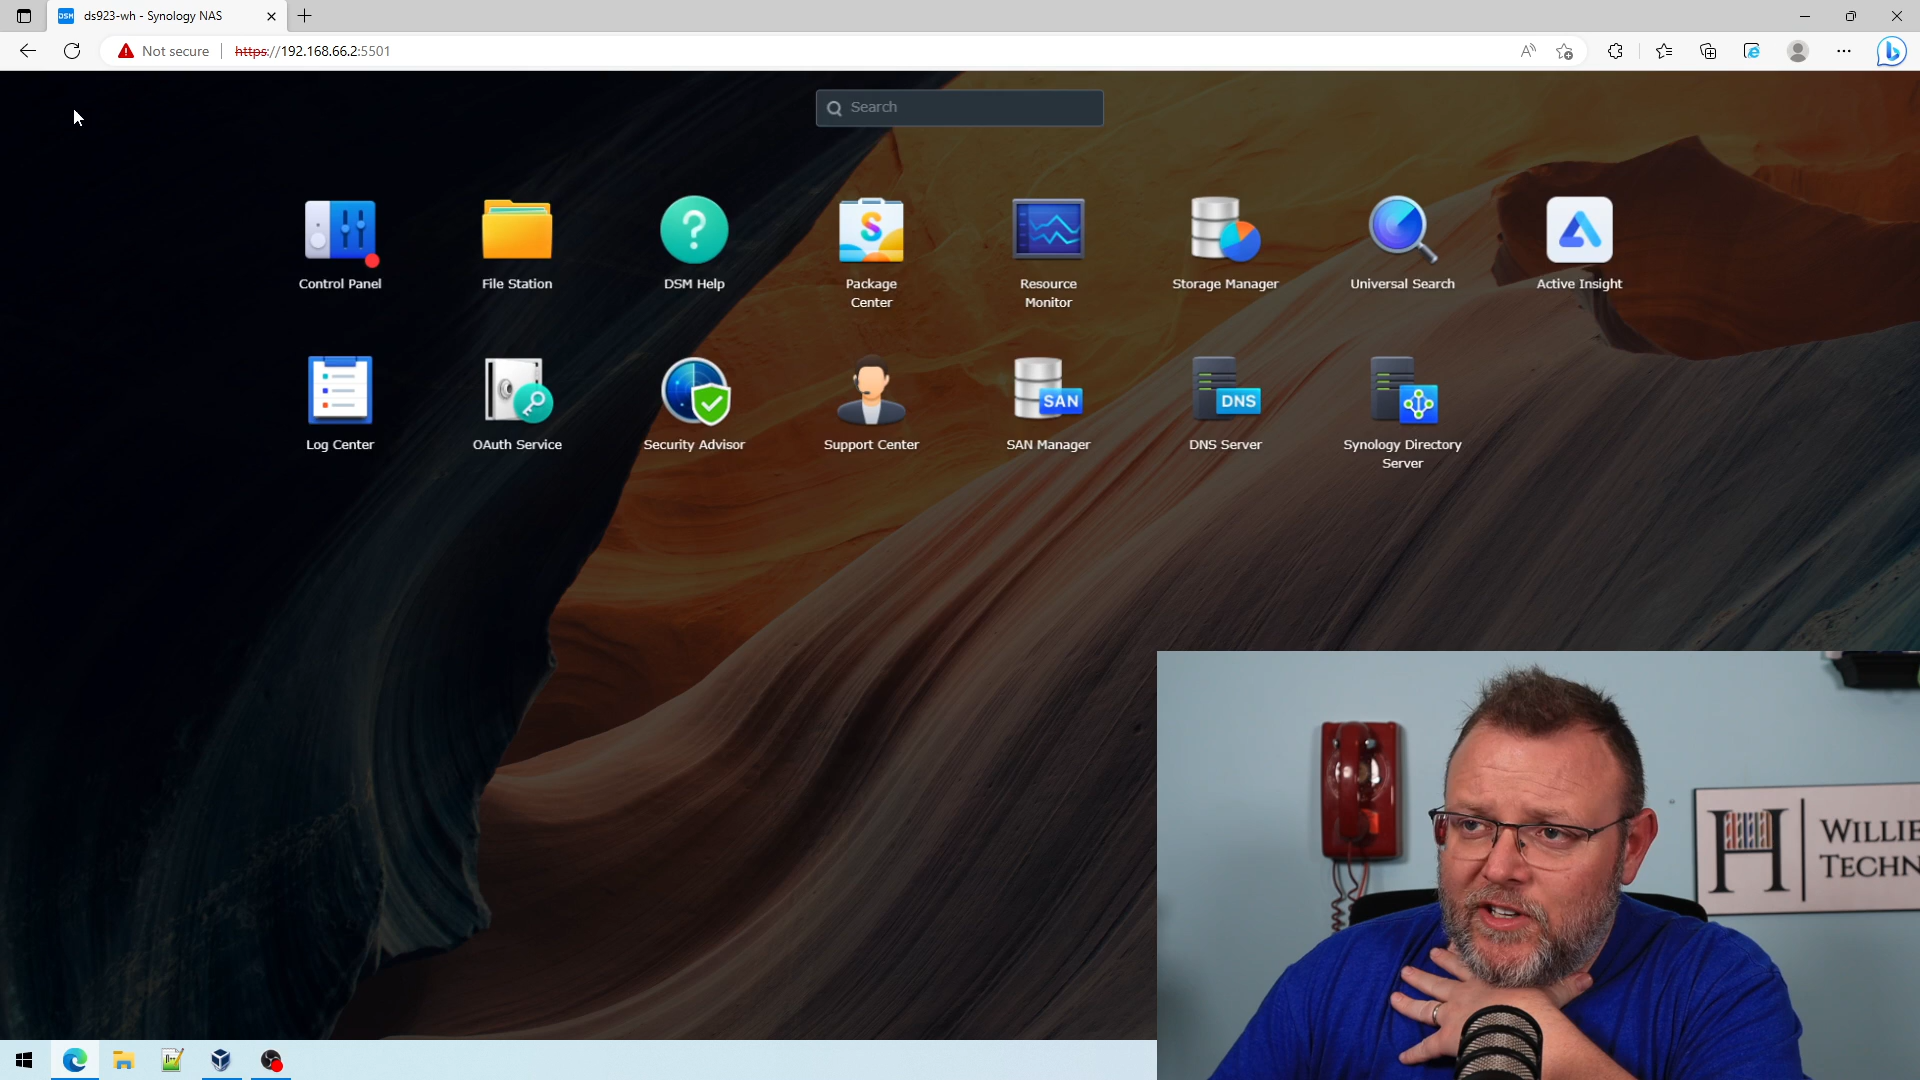 DSM ds923-wh - Synology NAS
Not secure https://192.168.66.2:5501
Search
Control Panel
File Station
DSM Help
Package
Center
Resource
Monitor
Storage Manager
Universal Search
Active Insight
Log Center
OAuth Service
Security Advisor
Support Center
SAN
SAN Manager
DNS
DNS Server
Synology Directory
Server
H WILLIE
TECHN